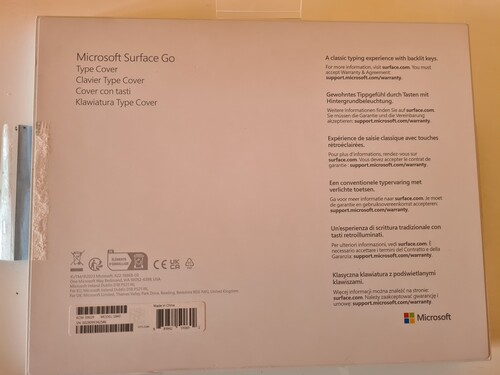 Microsoft Surface Go
Type Cover
Clavier Type Cover
Cover con tasti
Klawiatura Type Cover
A classic typing experience with backlit keys.
For more information, visit surface.com. You must
accept Warranty & Agreement:
support.microsoft.com/warranty.
Gewohntes Tippgefühl durch Tasten mit
Hintergrundbeleuchtung.
Weitere Informationen finden Sie auf surface.com.
Sie müssen die Garantie und die Vereinbarung
akzeptieren: support.microsoft.com/warranty.
Expérience de saisie classique avec touches
rétroéclairées.
Pour plus d'informations, rendez-vous sur
surface.com. Vous devez accepter le contrat de
garantie : support.microsoft.com/warranty.
Een conventionele typervaring met
verlichte toetsen.
Ga voor meer informatie naar surface.com. Je moet
de garantie en gebruiksovereenkomst accepteren:
support.microsoft.com/warranty.
Un'esperienza di scrittura tradizionale con
tasti retroilluminati.
Per ulteriori informazioni, vedi surface.com. È
necessario accettare i termini del Contratto e della
Garanzia: support.microsoft.com/warranty.
Klasyczna klawiatura z podświetlanymi
klawiszami.
Więcej informacji można znaleźć na stronie:
surface.com. Należy zaakceptować gwarancję i
umowę: support.microsoft.com/warranty.
Microsoft
Made in China